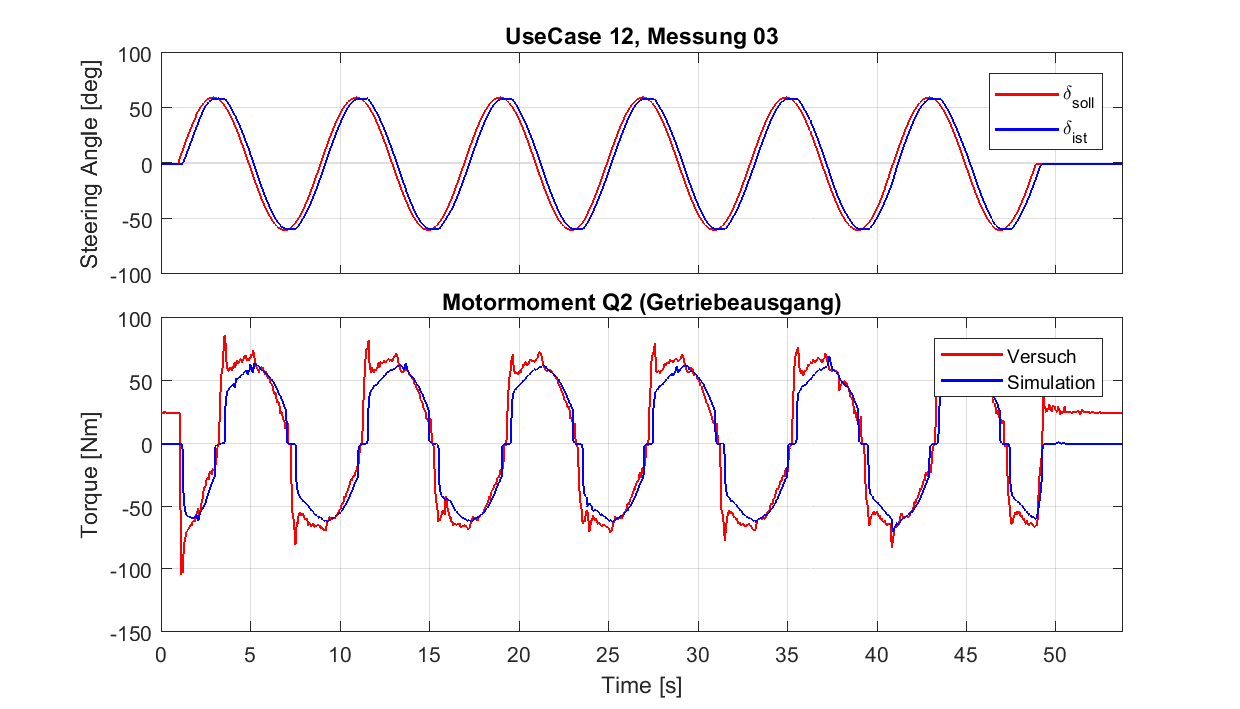 UseCase 12, Messung 03
Steering Angle [deg]
100
50
0
-50
-100
δsoll
δist
Motormoment Q2 (Getriebeausgang)
Torque [Nm]
100
50
0
-50
-100
-150
Versuch
Simulation
0 5 10 15 20 25 30 35 40 45 50
Time [s]